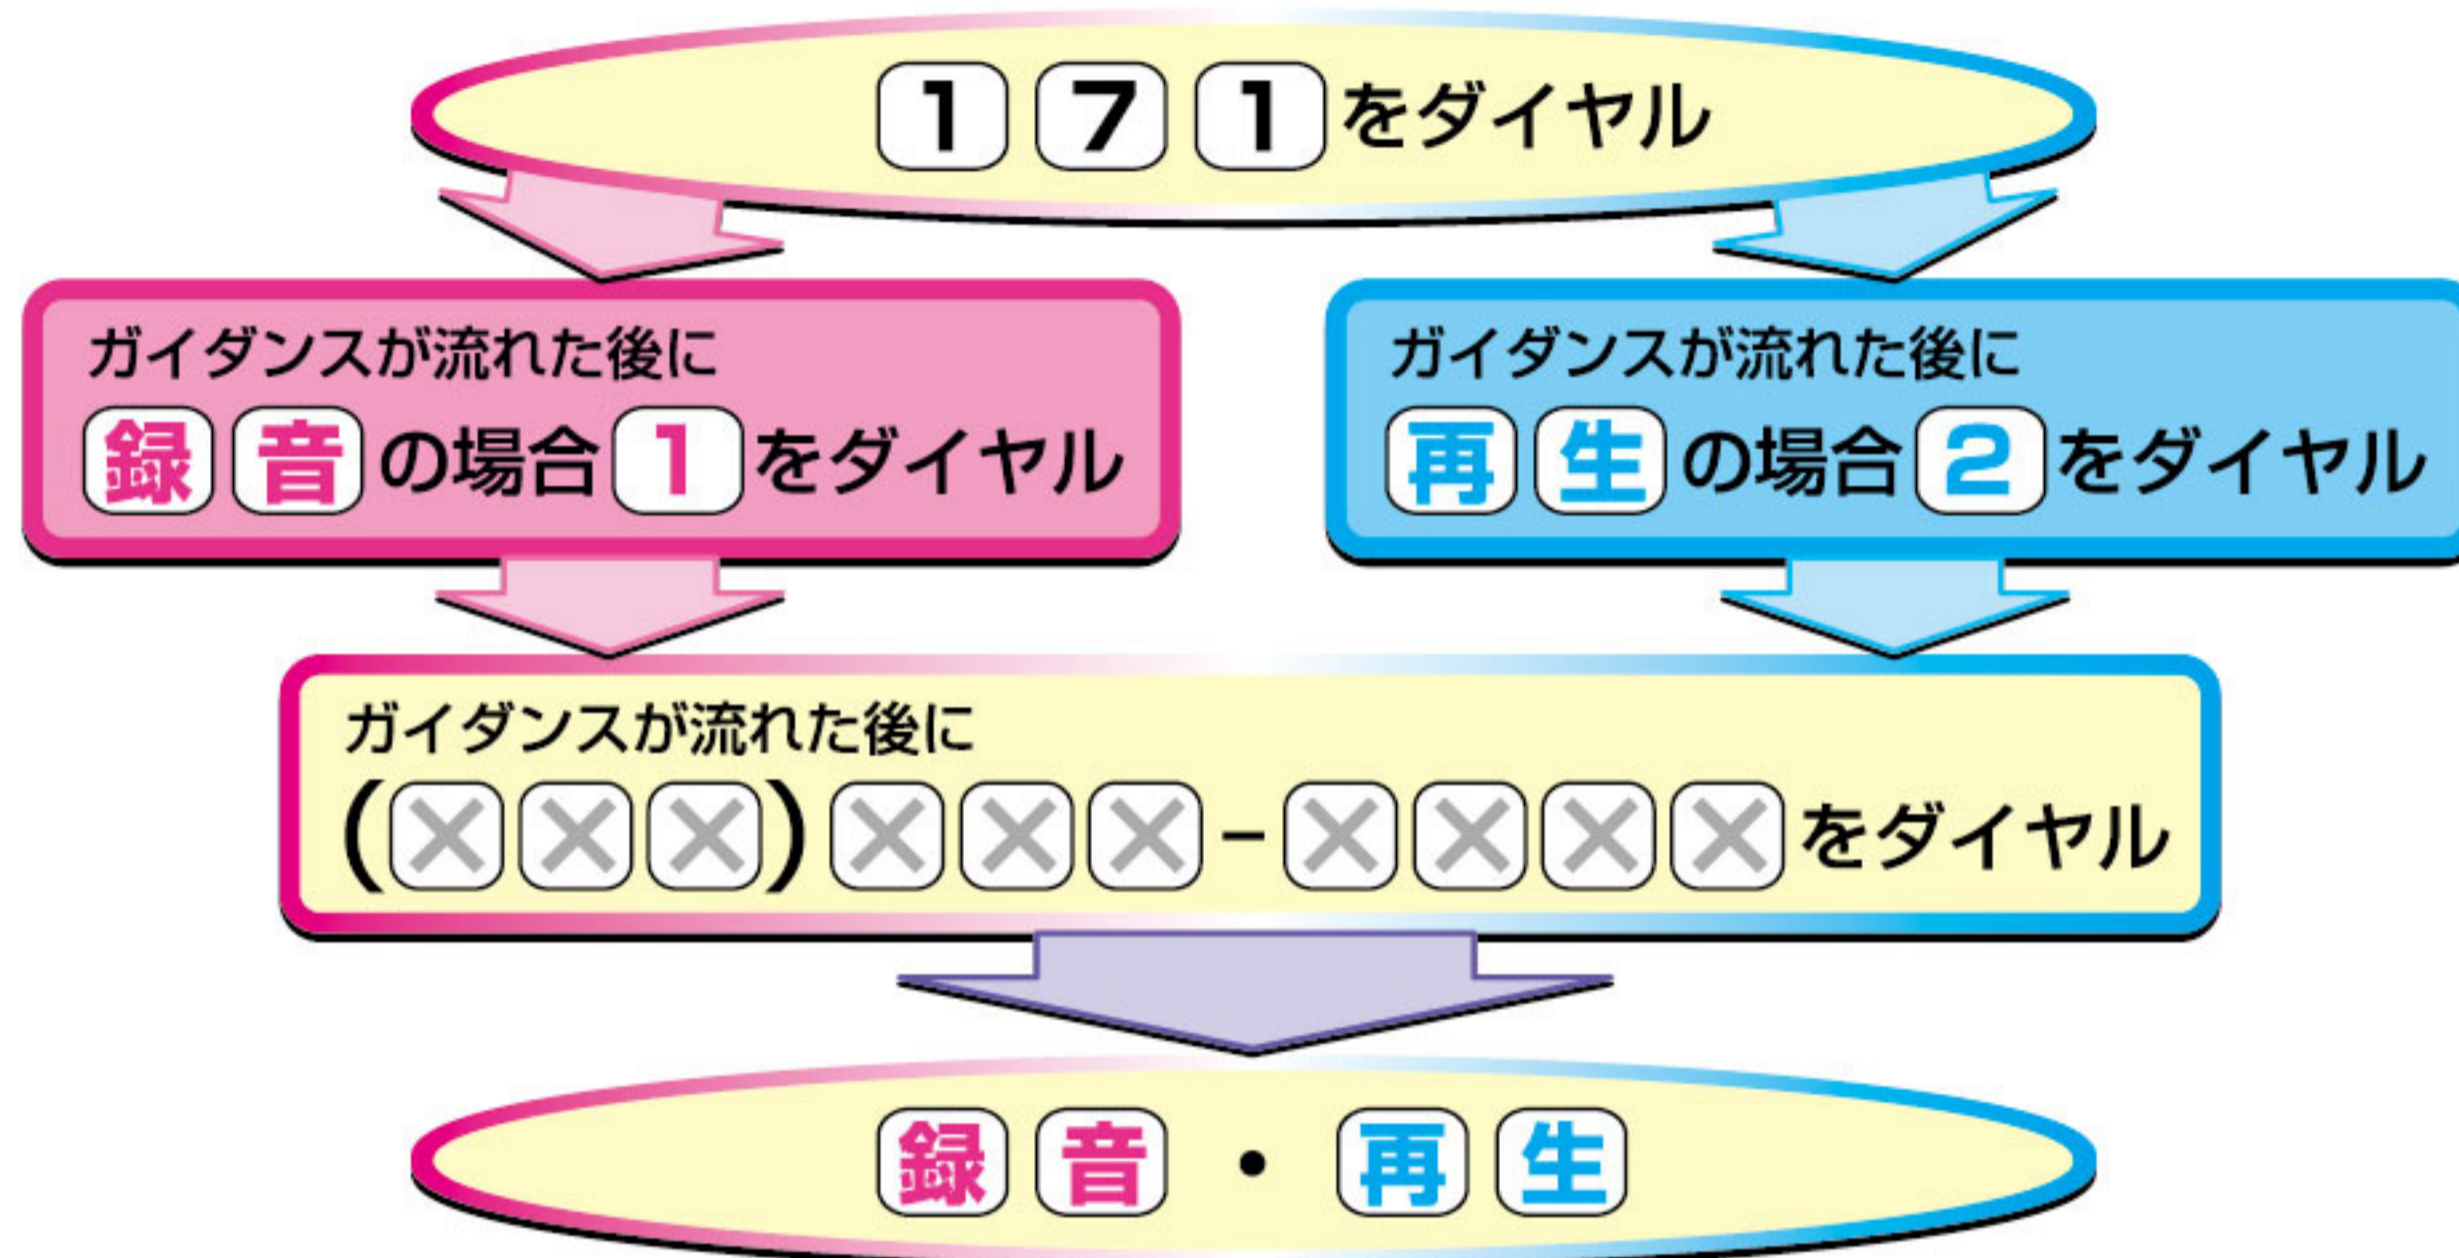 171をダイヤル
ガイダンスが流れた後に
録音の場合1をダイヤル
ガイダンスが流れた後に
再生の場合2をダイヤル
ガイダンスが流れた後に
(×××)×××-××××をダイヤル
録音・再生